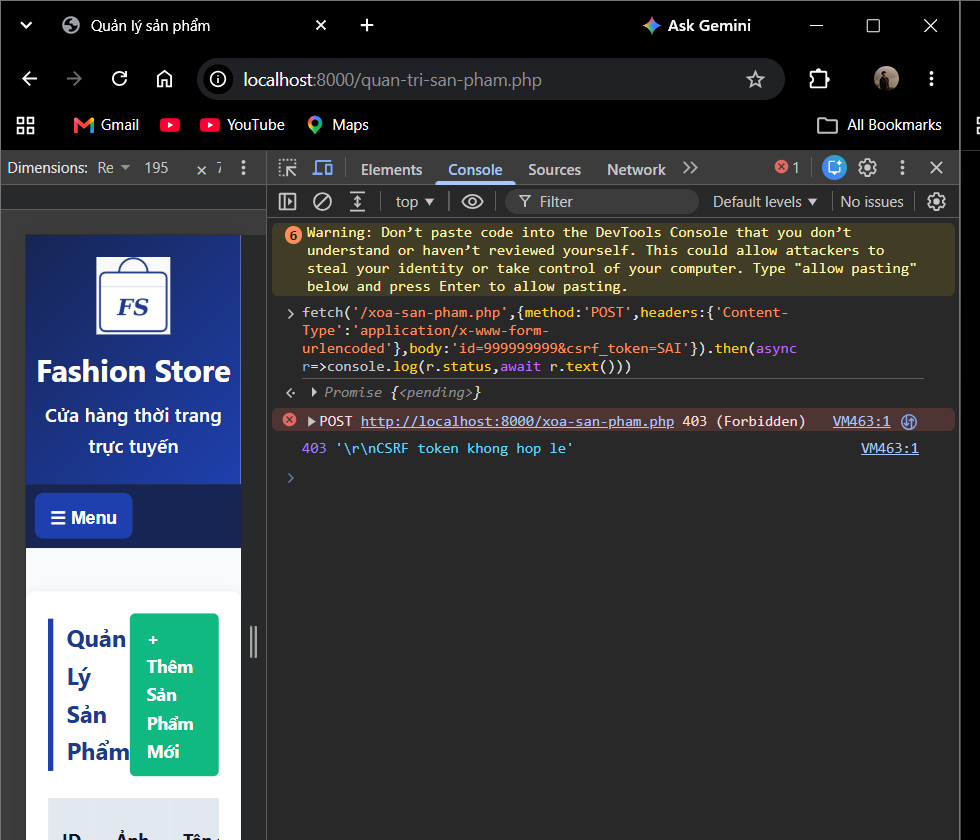 Quản lý sản phẩm
Ask Gemini
localhost:8000/quan-tri-san-pham.php
Gmail
YouTube
Maps
All Bookmarks
Dimensions: Re
195 × 7
Elements Console Sources Network
1
top
Filter
Default levels
No issues
FS
Fashion Store
Cửa hàng thời trang
trực tuyến
☰ Menu
Quản
Lý
Sản
Phẩm
+
Thêm
Sản
Phẩm
Mới
ID Ảnh Tên
6 Warning: Don’t paste code into the DevTools Console that you don’t
understand or haven’t reviewed yourself. This could allow attackers to
steal your identity or take control of your computer. Type "allow pasting"
below and press Enter to allow pasting.
fetch('/xoa-san-pham.php',{method:'POST',headers:{'Content-
Type':'application/x-www-form-
urlencoded'},body:'id=999999999&csrf_token=SAI'}).then(async
r=>console.log(r.status,await r.text()))
Promise {<pending>}
POST http://localhost:8000/xoa-san-pham.php 403 (Forbidden) VM463:1
403 '\r\nCSRF token khong hop le' VM463:1